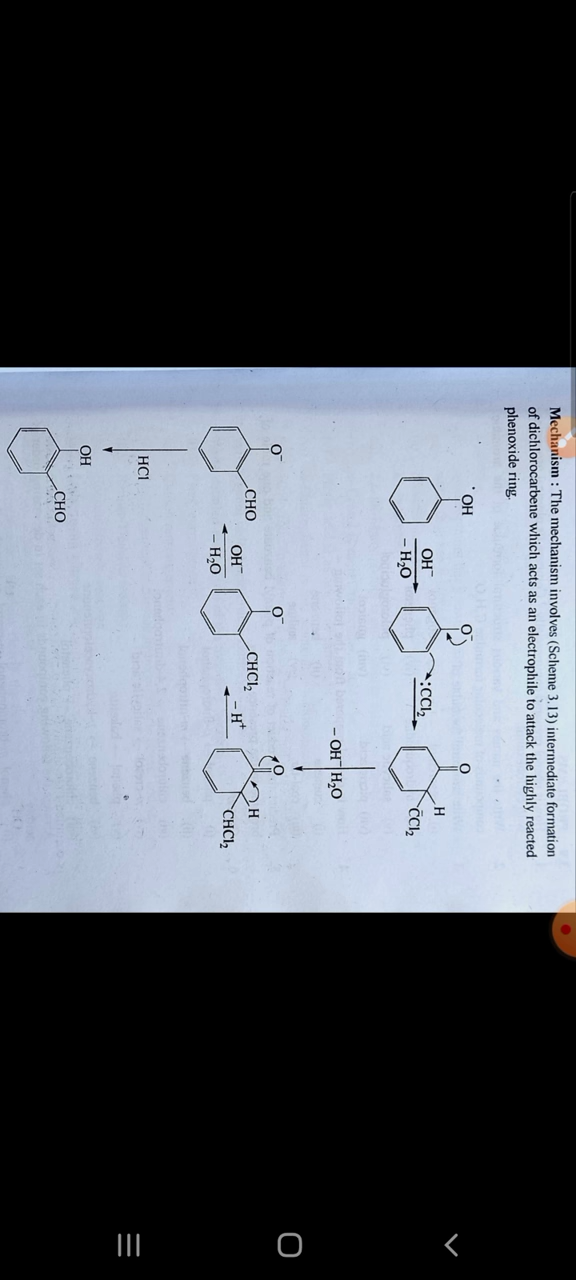 Mechanism : The mechanism involves (Scheme 3.13) intermediate formation
of dichlorocarbene which acts as an electrophile to attack the highly reacted
phenoxide ring.
OH
OH⁻
– H₂O
O⁻
:CCl₂
O
H
C̄Cl₂
– OH⁻
H₂O
O
H
CHCl₂
– H⁺
O⁻
CHCl₂
OH⁻
– H₂O
O⁻
CHO
HCl
OH
CHO